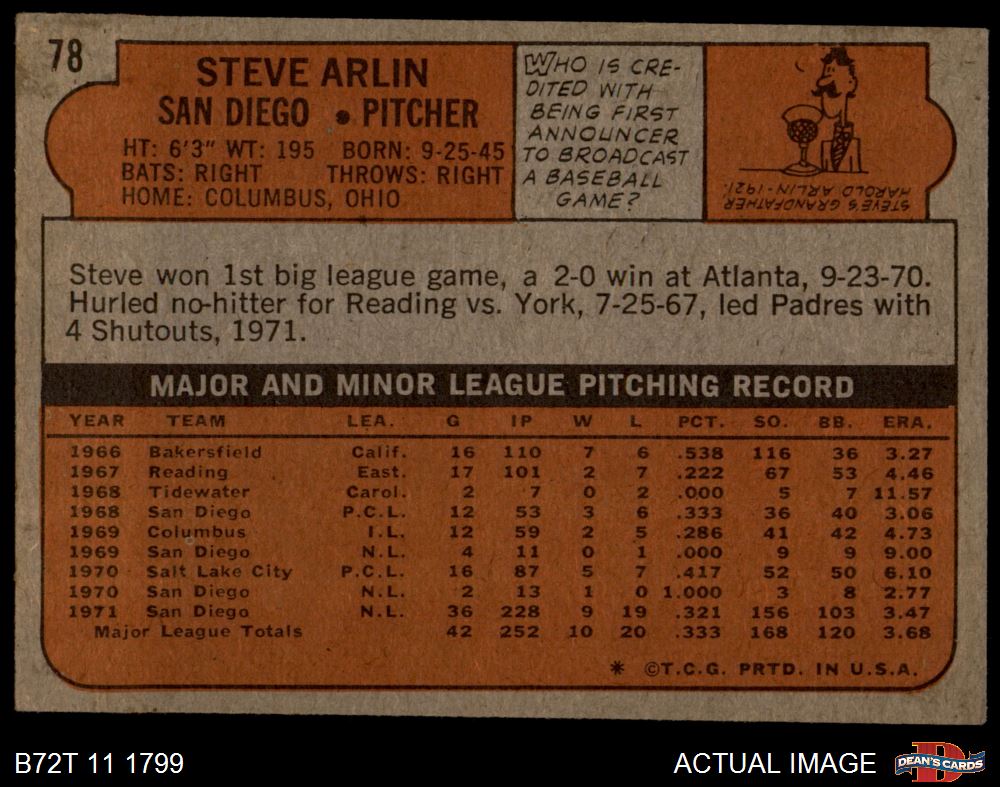 78
STEVE ARLIN
SAN DIEGO • PITCHER
HT: 6'3" WT: 195 BORN: 9-25-45
BATS: RIGHT THROWS: RIGHT
HOME: COLUMBUS, OHIO
WHO IS CRE-
DITED WITH
BEING FIRST
ANNOUNCER
TO BROADCAST
A BASEBALL
GAME?
STEVE'S GRANDFATHER
HAROLD ARLIN-1921.
Steve won 1st big league game, a 2-0 win at Atlanta, 9-23-70.
Hurled no-hitter for Reading vs. York, 7-25-67, led Padres with
4 Shutouts, 1971.
MAJOR AND MINOR LEAGUE PITCHING RECORD
YEAR TEAM LEA. G IP W L PCT. SO. BB. ERA.
1966 Bakersfield Calif. 16 110 7 6 .538 116 36 3.27
1967 Reading East. 17 101 2 7 .222 67 53 4.46
1968 Tidewater Carol. 2 7 0 2 .000 5 7 11.57
1968 San Diego P.C.L. 12 53 3 6 .333 36 40 3.06
1969 Columbus I.L. 12 59 2 5 .286 41 42 4.73
1969 San Diego N.L. 4 11 0 1 .000 9 9 9.00
1970 Salt Lake City P.C.L. 16 87 5 7 .417 52 50 6.10
1970 San Diego N.L. 2 13 1 0 1.000 3 8 2.77
1971 San Diego N.L. 36 228 9 19 .321 156 103 3.47
Major League Totals 42 252 10 20 .333 168 120 3.68
* ©T.C.G. PRTD. IN U.S.A.
B72T 11 1799
ACTUAL IMAGE
DEAN'S CARDS